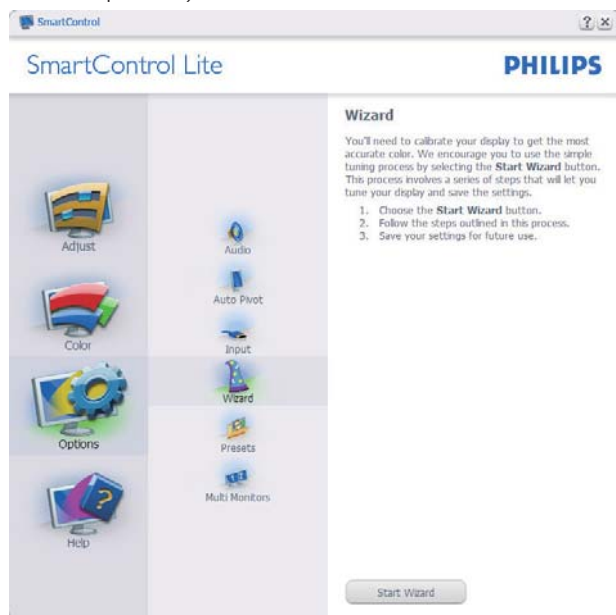 SmartControl
SmartControl Lite
PHILIPS
Adjust
Color
Options
Help
Audio
Auto Pivot
Input
Wizard
Presets
Multi Monitors
Wizard
You'll need to calibrate your display to get the most
accurate color. We encourage you to use the simple
tuning process by selecting the Start Wizard button.
This process involves a series of steps that will let you
tune your display and save the settings.
1. Choose the Start Wizard button.
2. Follow the steps outlined in this process.
3. Save your settings for future use.
Start Wizard